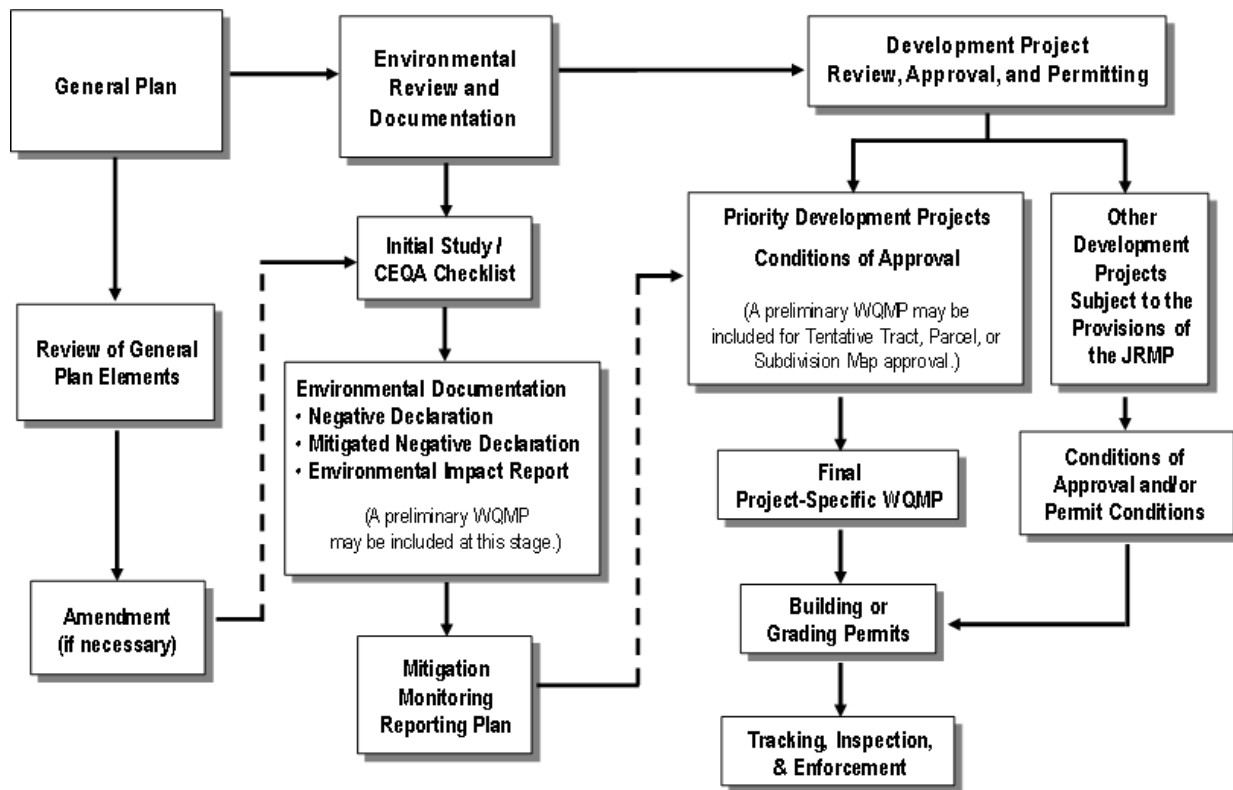 General Plan
Environmental
Review and
Documentation
Development Project
Review, Approval, and Permitting
Review of General
Plan Elements
Amendment
(if necessary)
Initial Study /
CEQA Checklist
Environmental Documentation
• Negative Declaration
• Mitigated Negative Declaration
• Environmental Impact Report
(A preliminary WQMP
may be included at this stage.)
Mitigation
Monitoring
Reporting Plan
Priority Development Projects
Conditions of Approval
(A preliminary WQMP may be
included for Tentative Tract, Parcel, or
Subdivision Map approval.)
Final
Project-Specific WQMP
Other
Development
Projects
Subject to the
Provisions of
the JRMP
Conditions of
Approval and/or
Permit Conditions
Building or
Grading Permits
Tracking, Inspection,
& Enforcement